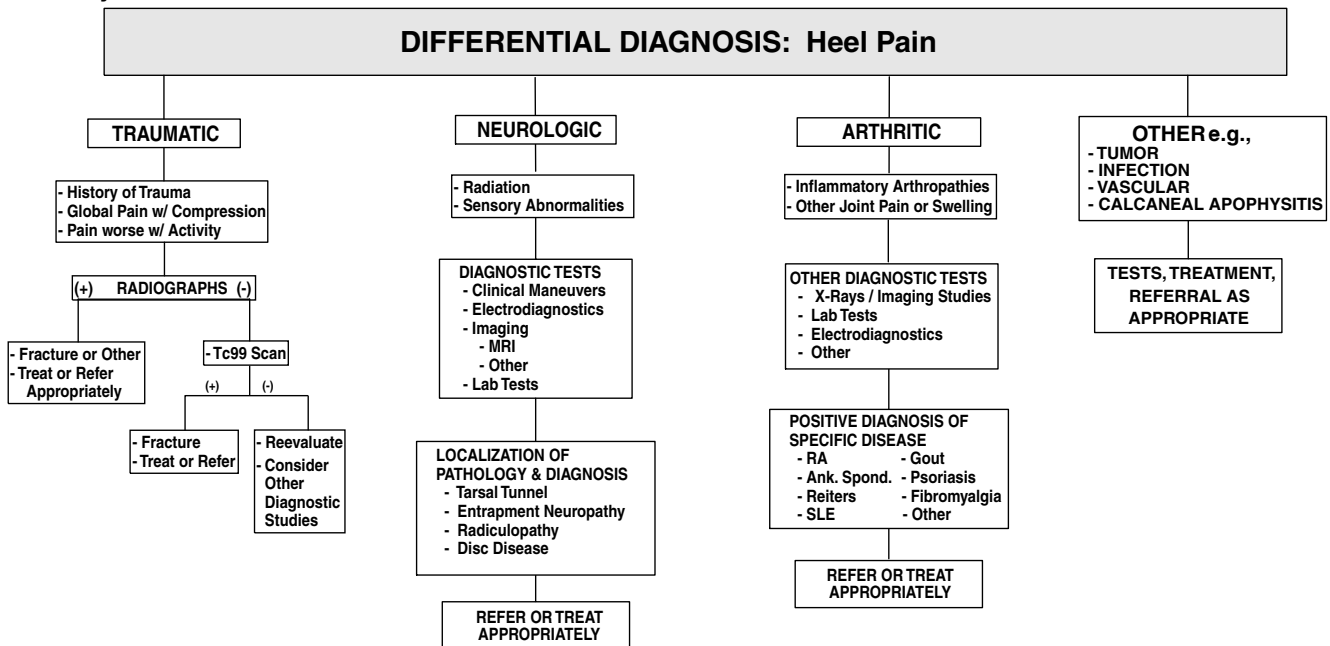 DIFFERENTIAL DIAGNOSIS: Heel Pain
TRAUMATIC
- History of Trauma
- Global Pain w/ Compression
- Pain worse w/ Activity
(+) RADIOGRAPHS (-)
- Fracture or Other
- Treat or Refer
Appropriately
- Tc99 Scan
(+) (-)
- Fracture
- Treat or Refer
- Reevaluate
- Consider
Other
Diagnostic
Studies
NEUROLOGIC
- Radiation
- Sensory Abnormalities
DIAGNOSTIC TESTS
- Clinical Maneuvers
- Electrodiagnostics
- Imaging
- MRI
- Other
- Lab Tests
LOCALIZATION OF
PATHOLOGY & DIAGNOSIS
- Tarsal Tunnel
- Entrapment Neuropathy
- Radiculopathy
- Disc Disease
REFER OR TREAT
APPROPRIATELY
ARTHRITIC
- Inflammatory Arthropathies
- Other Joint Pain or Swelling
OTHER DIAGNOSTIC TESTS
- X-Rays / Imaging Studies
- Lab Tests
- Electrodiagnostics
- Other
POSITIVE DIAGNOSIS OF
SPECIFIC DISEASE
- RA - Gout
- Ank. Spond. - Psoriasis
- Reiters - Fibromyalgia
- SLE - Other
REFER OR TREAT
APPROPRIATELY
OTHER e.g.,
- TUMOR
- INFECTION
- VASCULAR
- CALCANEAL APOPHYSITIS
TESTS, TREATMENT,
REFERRAL AS
APPROPRIATE